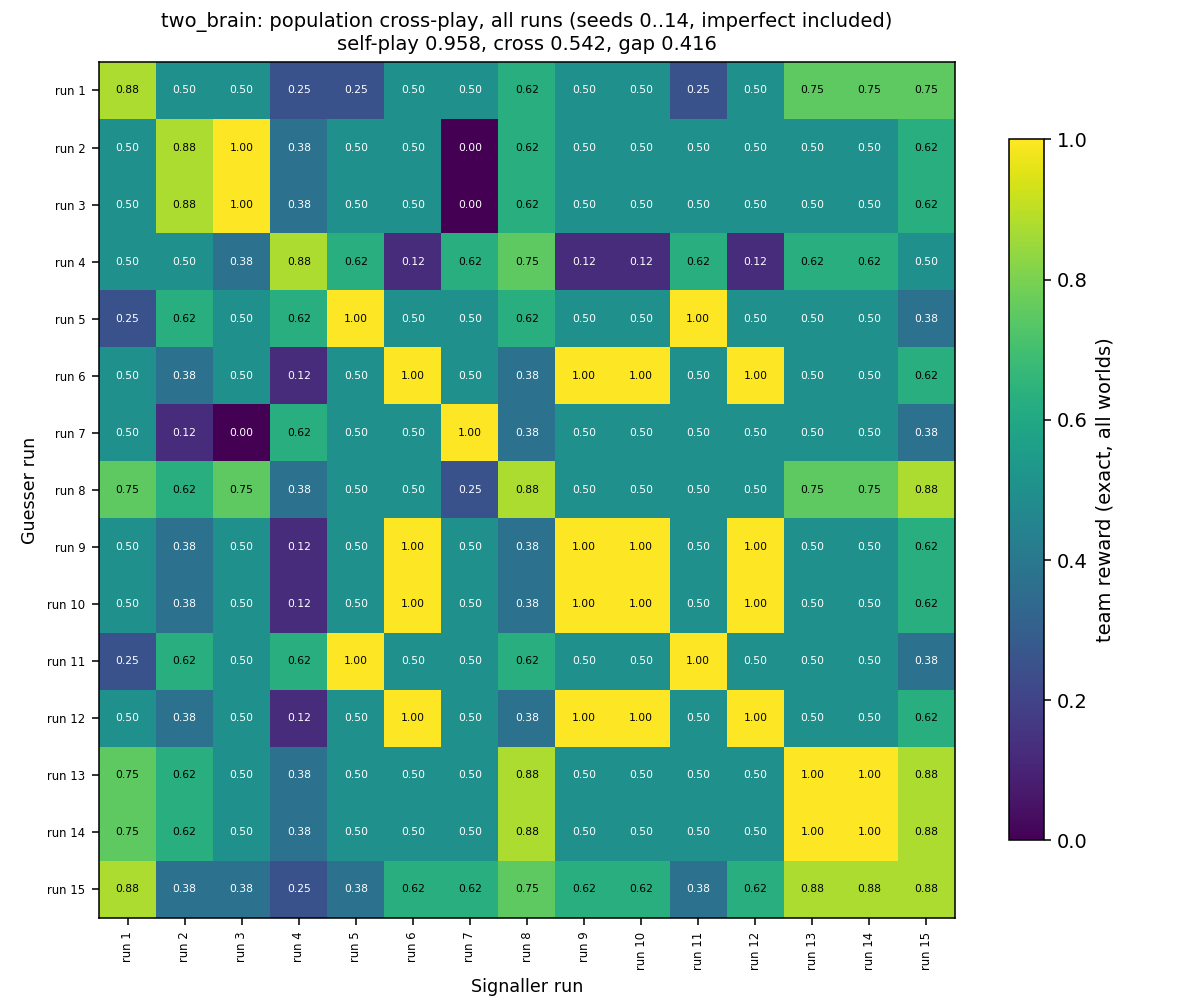 two_brain: population cross-play, all runs (seeds 0..14, imperfect included)
self-play 0.958, cross 0.542, gap 0.416
run 1 0.88 0.50 0.50 0.25 0.25 0.50 0.50 0.62 0.50 0.50 0.25 0.50 0.75 0.75 0.75
run 2 0.50 0.88 1.00 0.38 0.50 0.50 0.00 0.62 0.50 0.50 0.50 0.50 0.50 0.50 0.62
run 3 0.50 0.88 1.00 0.38 0.50 0.50 0.00 0.62 0.50 0.50 0.50 0.50 0.50 0.50 0.62
run 4 0.50 0.50 0.38 0.88 0.62 0.12 0.62 0.75 0.12 0.12 0.62 0.12 0.62 0.62 0.50
run 5 0.25 0.62 0.50 0.62 1.00 0.50 0.50 0.62 0.50 0.50 1.00 0.50 0.50 0.50 0.38
run 6 0.50 0.38 0.50 0.12 0.50 1.00 0.50 0.38 1.00 1.00 0.50 1.00 0.50 0.50 0.62
run 7 0.50 0.12 0.00 0.62 0.50 0.50 1.00 0.38 0.50 0.50 0.50 0.50 0.50 0.50 0.38
run 8 0.75 0.62 0.75 0.38 0.50 0.50 0.25 0.88 0.50 0.50 0.50 0.50 0.75 0.75 0.88
run 9 0.50 0.38 0.50 0.12 0.50 1.00 0.50 0.38 1.00 1.00 0.50 1.00 0.50 0.50 0.62
run 10 0.50 0.38 0.50 0.12 0.50 1.00 0.50 0.38 1.00 1.00 0.50 1.00 0.50 0.50 0.62
run 11 0.25 0.62 0.50 0.62 1.00 0.50 0.50 0.62 0.50 0.50 1.00 0.50 0.50 0.50 0.38
run 12 0.50 0.38 0.50 0.12 0.50 1.00 0.50 0.38 1.00 1.00 0.50 1.00 0.50 0.50 0.62
run 13 0.75 0.62 0.50 0.38 0.50 0.50 0.50 0.88 0.50 0.50 0.50 0.50 1.00 1.00 0.88
run 14 0.75 0.62 0.50 0.38 0.50 0.50 0.50 0.88 0.50 0.50 0.50 0.50 1.00 1.00 0.88
run 15 0.88 0.38 0.38 0.25 0.38 0.62 0.62 0.75 0.62 0.62 0.38 0.62 0.88 0.88 0.88
run 1 run 2 run 3 run 4 run 5 run 6 run 7 run 8 run 9 run 10 run 11 run 12 run 13 run 14 run 15
Signaller run
Guesser run
1.0
0.8
0.6
0.4
0.2
0.0
team reward (exact, all worlds)